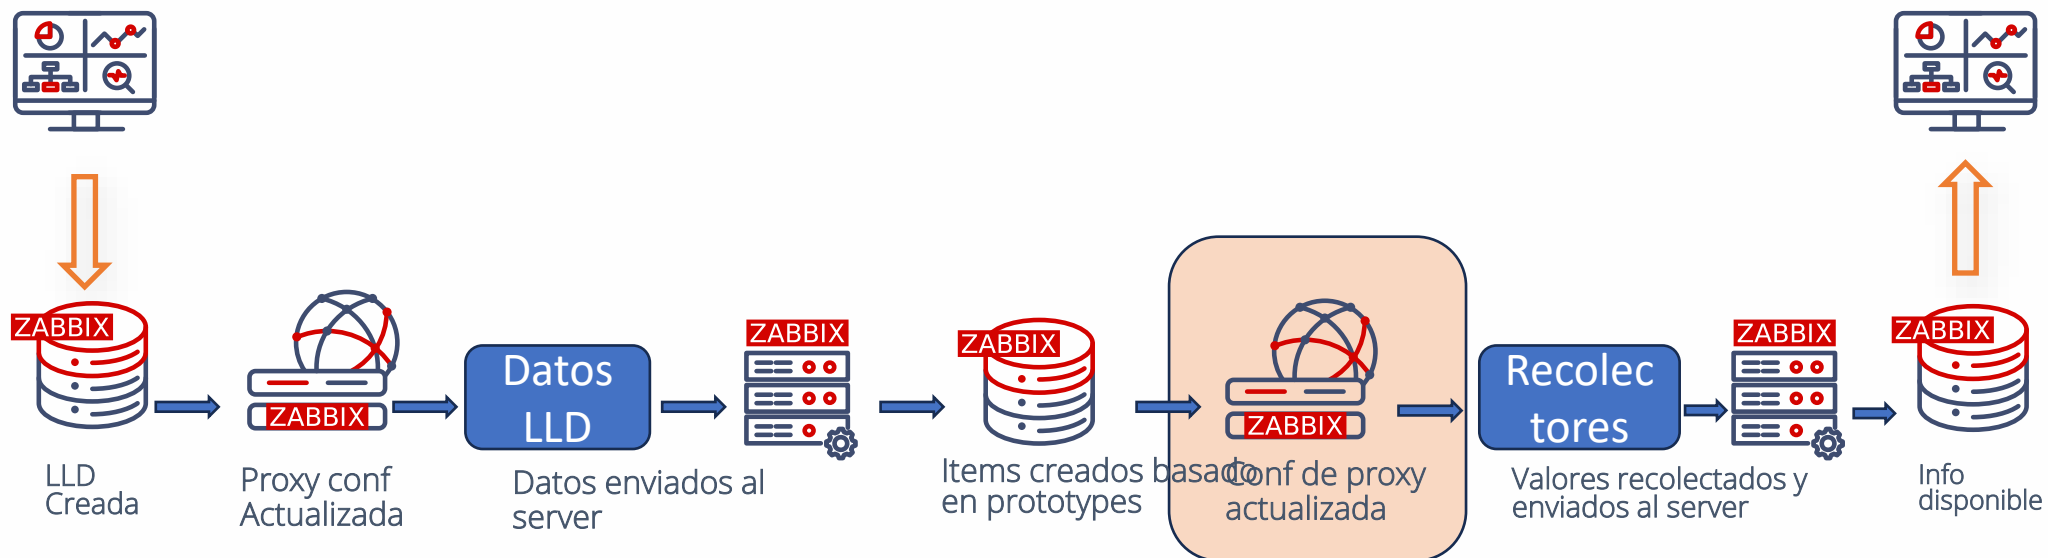 ZABBIX
LLD
Creada
ZABBIX
Proxy conf
Actualizada
Datos
LLD
Datos enviados al
server
ZABBIX
ZABBIX
Items creados basado
en prototypes
ZABBIX
Conf de proxy
actualizada
Recolec
tores
Valores recolectados y
enviados al server
ZABBIX
ZABBIX
Info
disponible